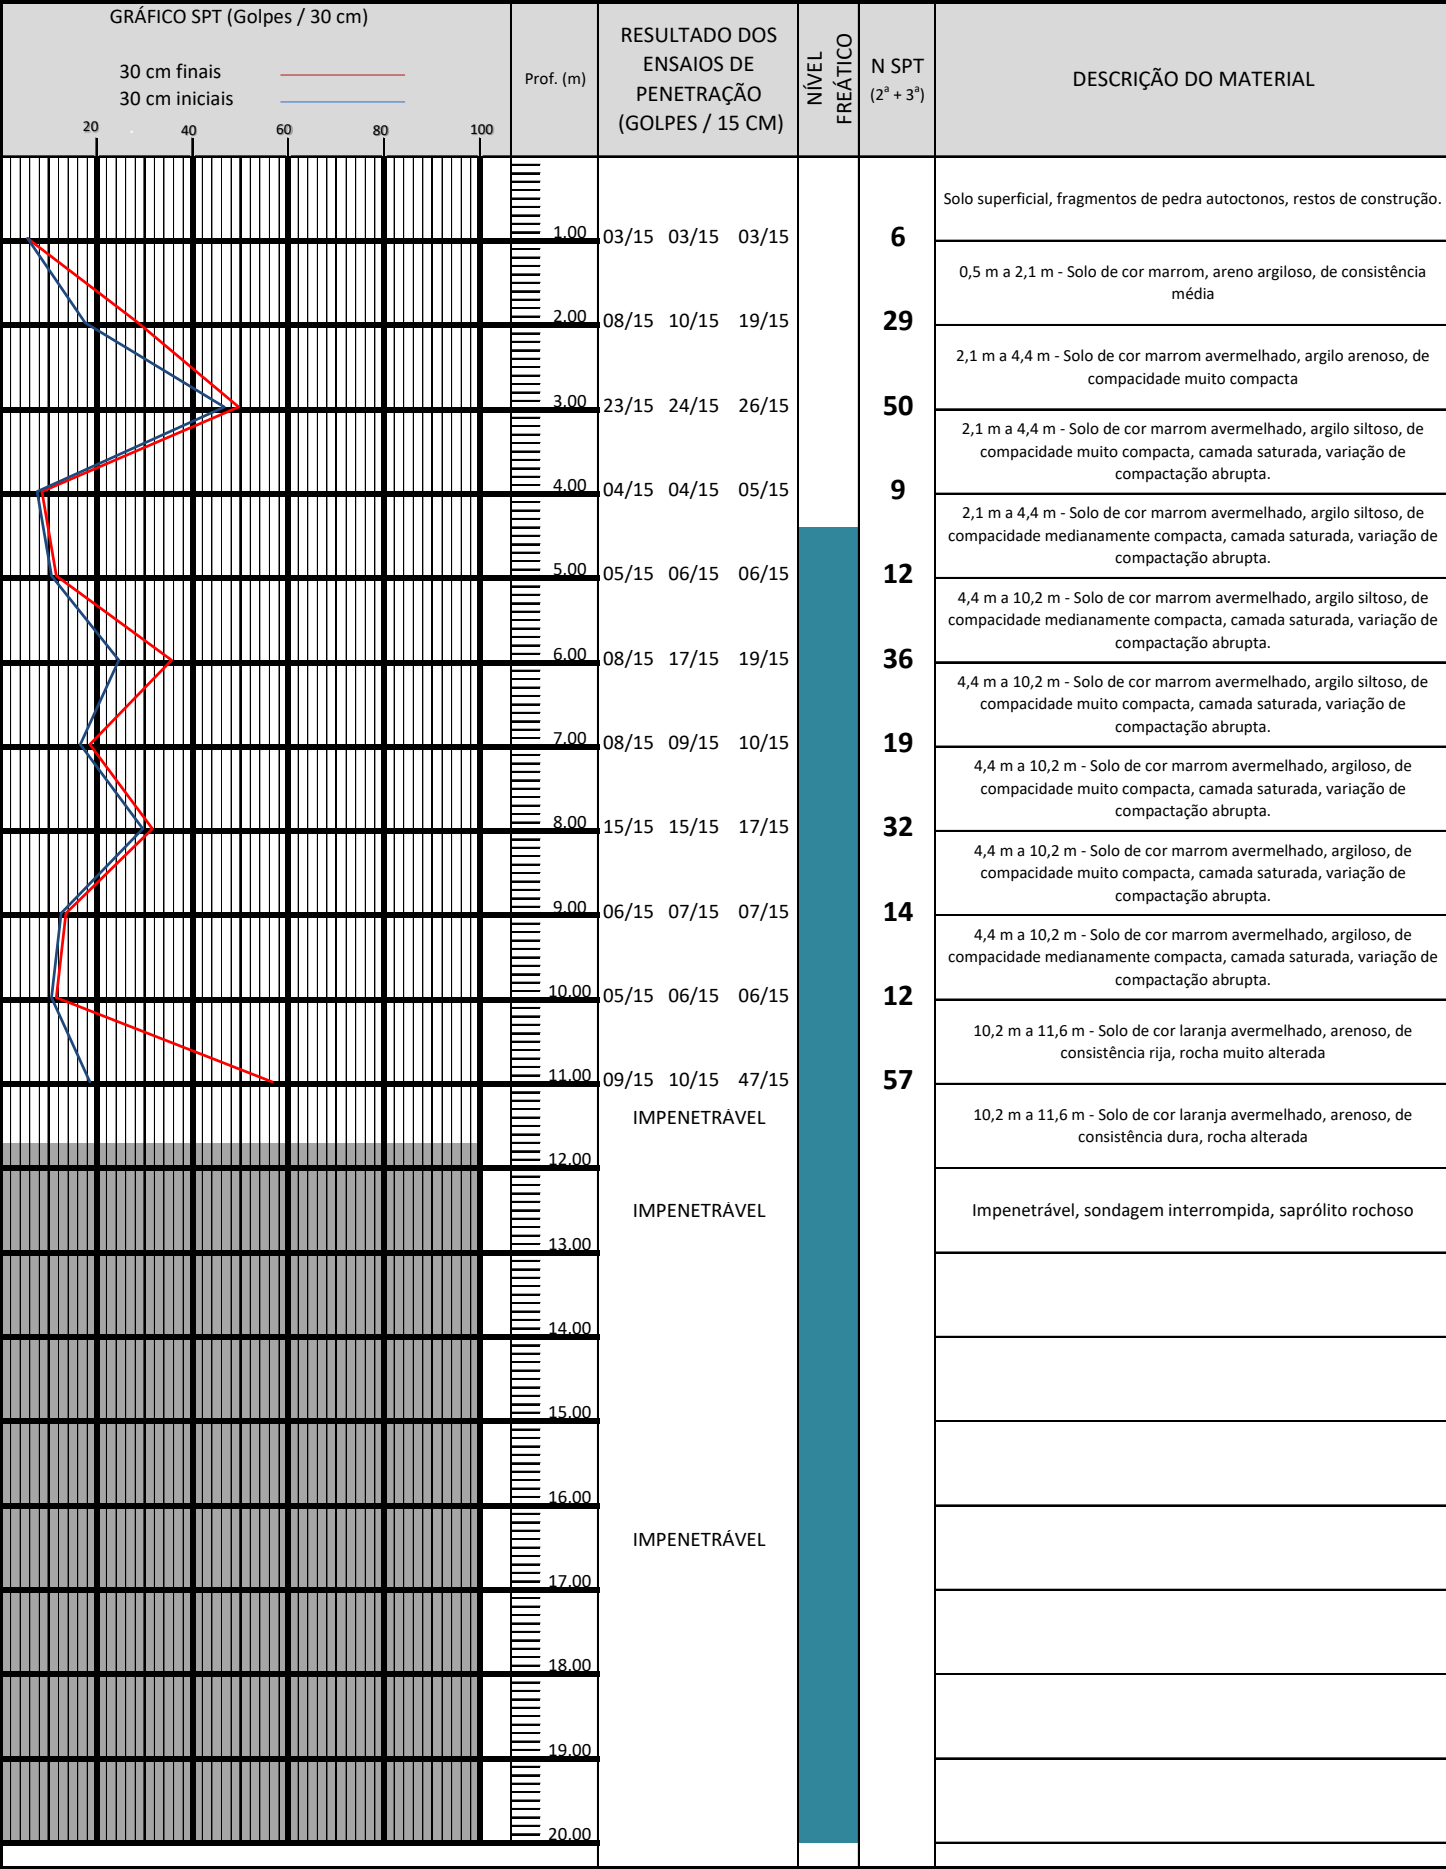 GRÁFICO SPT (Golpes / 30 cm)
30 cm finais
30 cm iniciais
20 40 60 80 100
Prof. (m)
RESULTADO DOS
ENSAIOS DE
PENETRAÇÃO
(GOLPES / 15 CM)
NÍVEL
FREÁTICO
N SPT
(2ª + 3ª)
DESCRIÇÃO DO MATERIAL
Solo superficial, fragmentos de pedra autoctonos, restos de construção.
1,00 03/15 03/15 03/15 6
0,5 m a 2,1 m - Solo de cor marrom, areno argiloso, de consistência
média
2,00 08/15 10/15 19/15 29
2,1 m a 4,4 m - Solo de cor marrom avermelhado, argilo arenoso, de
compacidade muito compacta
3,00 23/15 24/15 26/15 50
2,1 m a 4,4 m - Solo de cor marrom avermelhado, argilo siltoso, de
compacidade muito compacta, camada saturada, variação de
compactação abrupta.
4,00 04/15 04/15 05/15 9
2,1 m a 4,4 m - Solo de cor marrom avermelhado, argilo siltoso, de
compacidade medianamente compacta, camada saturada, variação de
compactação abrupta.
5,00 05/15 06/15 06/15 12
4,4 m a 10,2 m - Solo de cor marrom avermelhado, argilo siltoso, de
compacidade medianamente compacta, camada saturada, variação de
compactação abrupta.
6,00 08/15 17/15 19/15 36
4,4 m a 10,2 m - Solo de cor marrom avermelhado, argilo siltoso, de
compacidade muito compacta, camada saturada, variação de
compactação abrupta.
7,00 08/15 09/15 10/15 19
4,4 m a 10,2 m - Solo de cor marrom avermelhado, argiloso, de
compacidade muito compacta, camada saturada, variação de
compactação abrupta.
8,00 15/15 15/15 17/15 32
4,4 m a 10,2 m - Solo de cor marrom avermelhado, argiloso, de
compacidade muito compacta, camada saturada, variação de
compactação abrupta.
9,00 06/15 07/15 07/15 14
4,4 m a 10,2 m - Solo de cor marrom avermelhado, argiloso, de
compacidade medianamente compacta, camada saturada, variação de
compactação abrupta.
10,00 05/15 06/15 06/15 12
10,2 m a 11,6 m - Solo de cor laranja avermelhado, arenoso, de
consistência rija, rocha muito alterada
11,00 09/15 10/15 47/15 57
IMPENETRÁVEL
10,2 m a 11,6 m - Solo de cor laranja avermelhado, arenoso, de
consistência dura, rocha alterada
12,00
IMPENETRÁVEL
Impenetrável, sondagem interrompida, saprólito rochoso
13,00
14,00
15,00
16,00
IMPENETRÁVEL
17,00
18,00
19,00
20,00